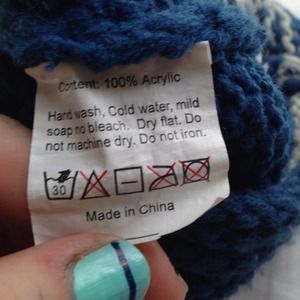 Content: 100% Acrylic
Hand wash, Cold water, mild
soap no bleach. Dry flat. Do
not machine dry. Do not iron.
30
Made in China